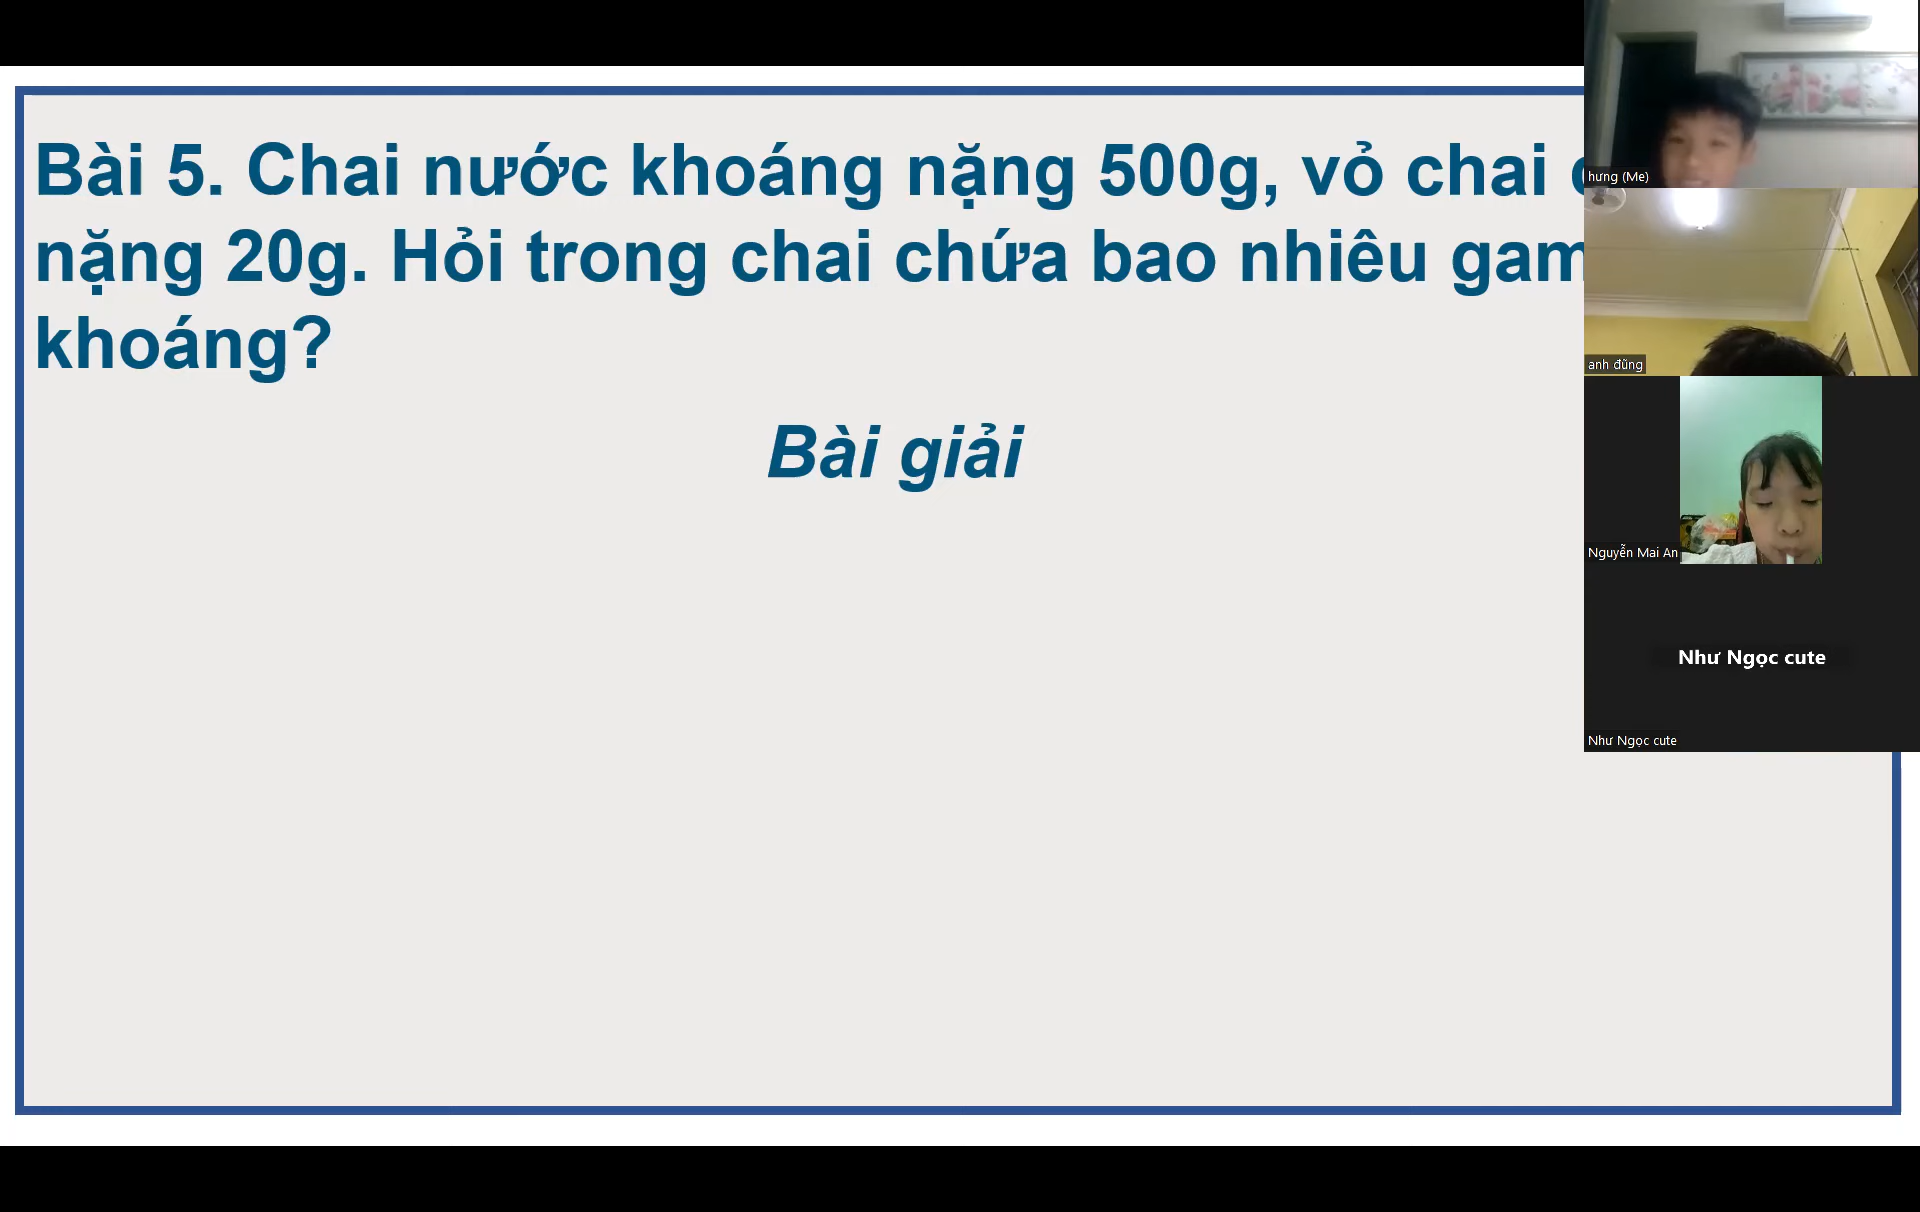 Bài 5. Chai nước khoáng nặng 500g, vỏ chai
nặng 20g. Hỏi trong chai chứa bao nhiêu gam
khoáng?
Bài giải
hưng (Me)
anh đũng
Nguyễn Mai An
Như Ngọc cute
Như Ngọc cute